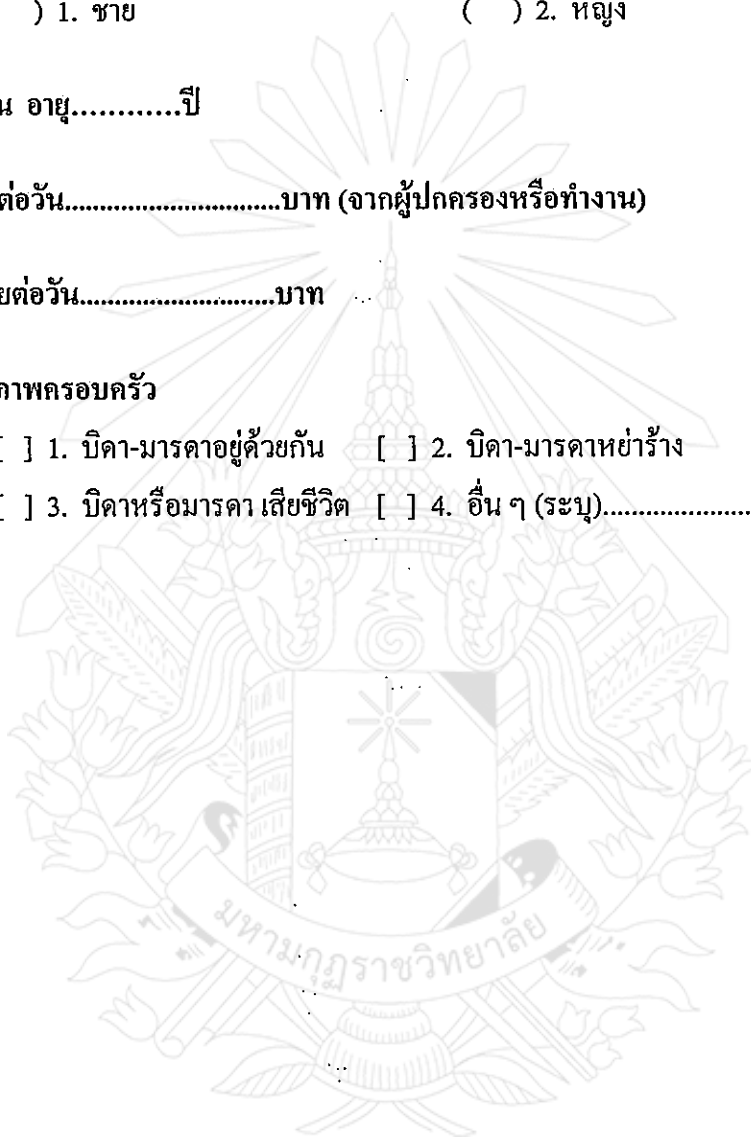 ) 1. ชาย ( ) 2. หญิง
น อายุ............ปี
ต่อวัน...............................บาท (จากผู้ปกครองหรือทำงาน)
ยต่อวัน............................บาท
ภาพครอบครัว
[ ] 1. บิดา-มารดาอยู่ด้วยกัน [ ] 2. บิดา-มารดาหย่าร้าง
[ ] 3. บิดาหรือมารดา เสียชีวิต [ ] 4. อื่น ๆ (ระบุ).....................
มหามกุฏราชวิทยาลัย